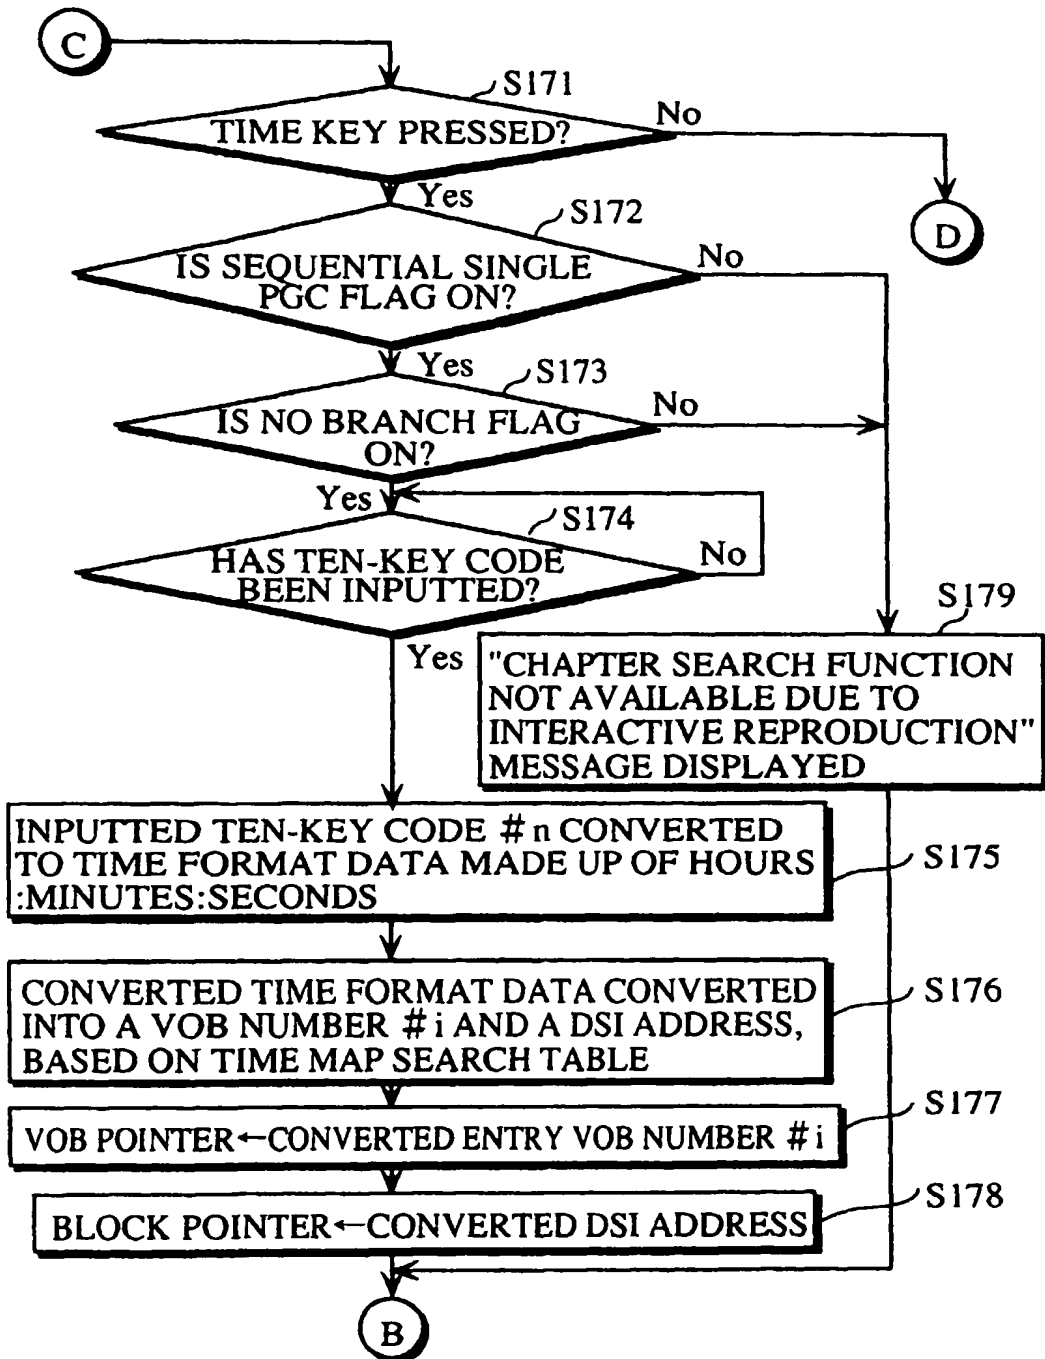 C
S171
TIME KEY PRESSED?
No
Yes
D
S172
IS SEQUENTIAL SINGLE
PGC FLAG ON?
No
Yes
S173
IS NO BRANCH FLAG
ON?
No
Yes
S174
HAS TEN-KEY CODE
BEEN INPUTTED?
No
Yes
S179
"CHAPTER SEARCH FUNCTION
NOT AVAILABLE DUE TO
INTERACTIVE REPRODUCTION"
MESSAGE DISPLAYED
INPUTTED TEN-KEY CODE #n CONVERTED
TO TIME FORMAT DATA MADE UP OF HOURS
:MINUTES:SECONDS
S175
CONVERTED TIME FORMAT DATA CONVERTED
INTO A VOB NUMBER #i AND A DSI ADDRESS,
BASED ON TIME MAP SEARCH TABLE
S176
VOB POINTER←CONVERTED ENTRY VOB NUMBER #i
S177
BLOCK POINTER←CONVERTED DSI ADDRESS
S178
B